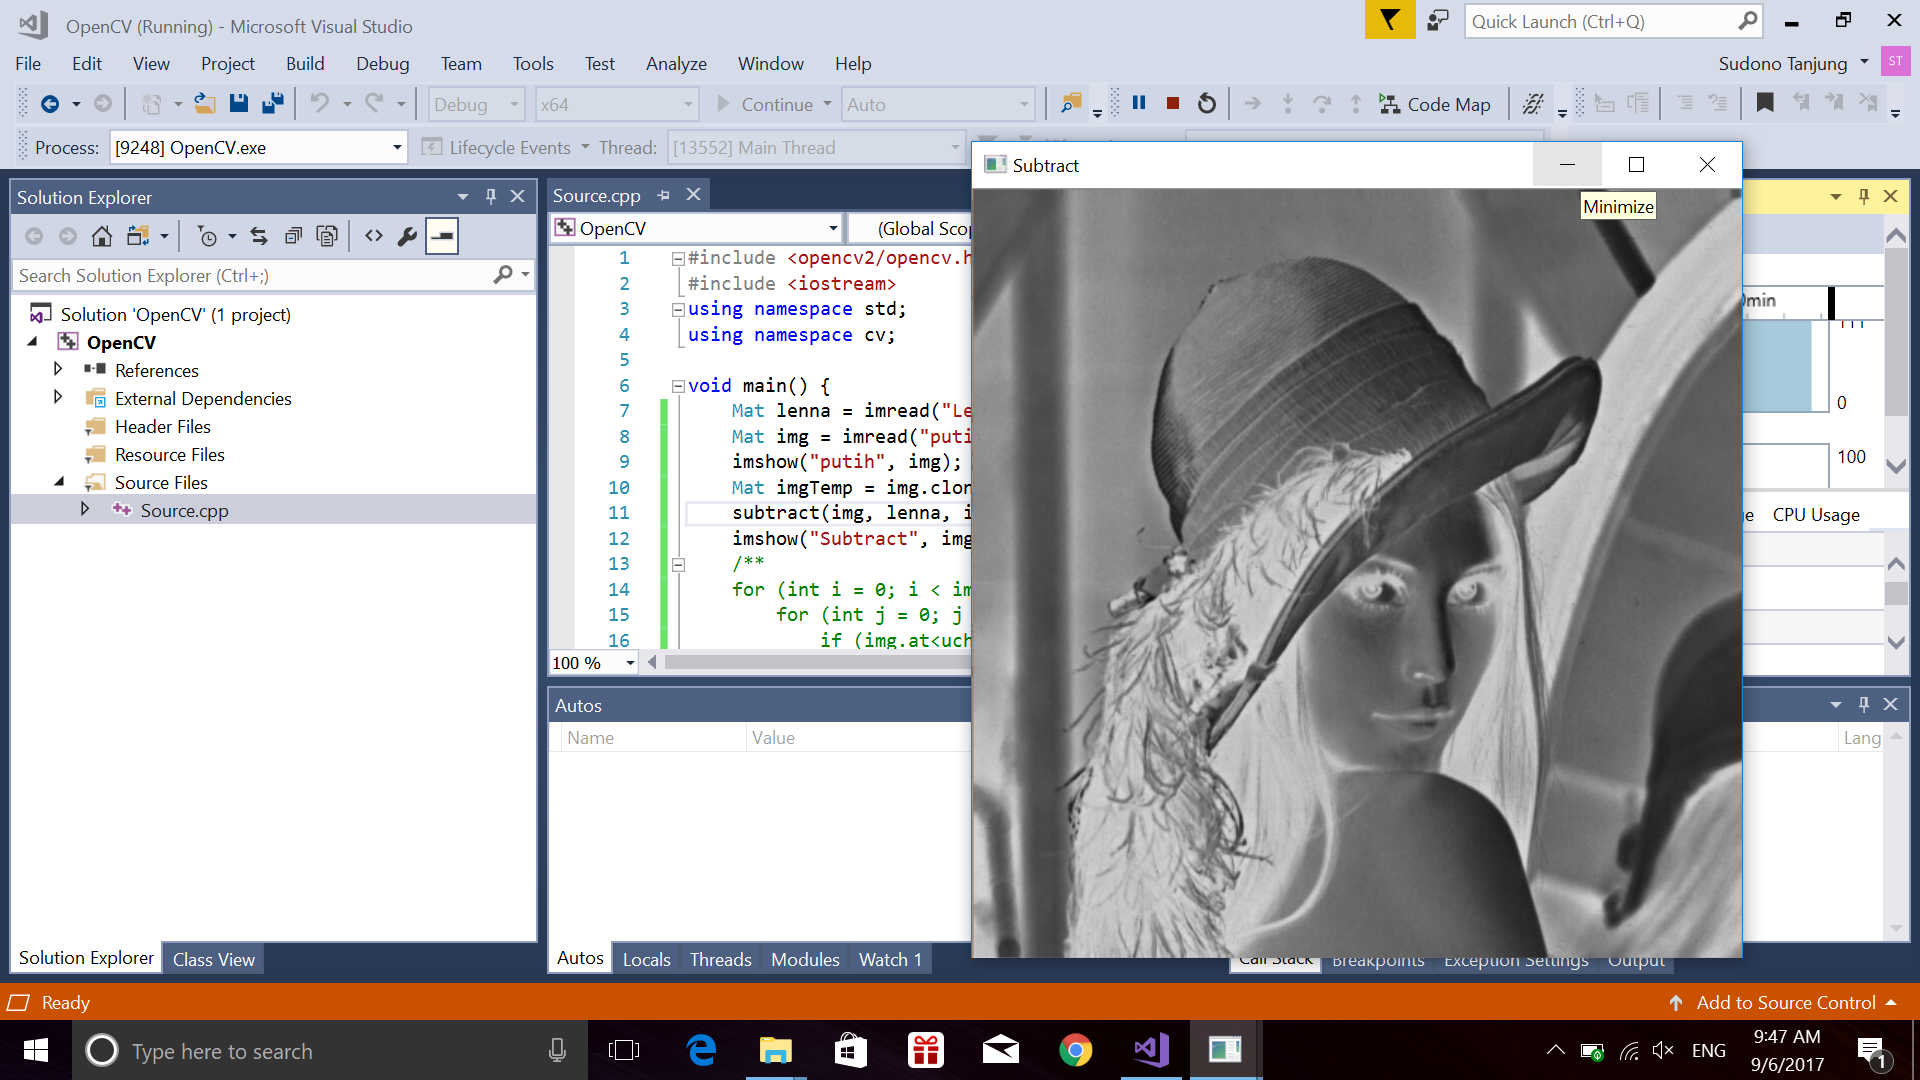 OpenCV (Running) - Microsoft Visual Studio
Quick Launch (Ctrl+Q)
File Edit View Project Build Debug Team Tools Test Analyze Window Help
Sudono Tanjung ST
Debug x64 Continue Auto Code Map
Process: [9248] OpenCV.exe Lifecycle Events Thread: [13552] Main Thread
Subtract
Minimize
Solution Explorer
Search Solution Explorer (Ctrl+;)
Solution 'OpenCV' (1 project)
OpenCV
References
External Dependencies
Header Files
Resource Files
Source Files
Source.cpp
Solution Explorer Class View
Source.cpp
OpenCV (Global Scop
1 #include <opencv2/opencv.h
2 #include <iostream>
3 using namespace std;
4 using namespace cv;
5
6 void main() {
7 Mat lenna = imread("Le
8 Mat img = imread("puti
9 imshow("putih", img);
10 Mat imgTemp = img.clon
11 subtract(img, lenna, i
12 imshow("Subtract", img
13 /**
14 for (int i = 0; i < im
15 for (int j = 0; j
16 if (img.at<uch
100 %
0min
0
100
CPU Usage
Autos
Name Value
Lang
Autos Locals Threads Modules Watch 1
Call Stack Breakpoints Exception Settings Output
Ready
Add to Source Control
Type here to search
ENG
9:47 AM
9/6/2017
1